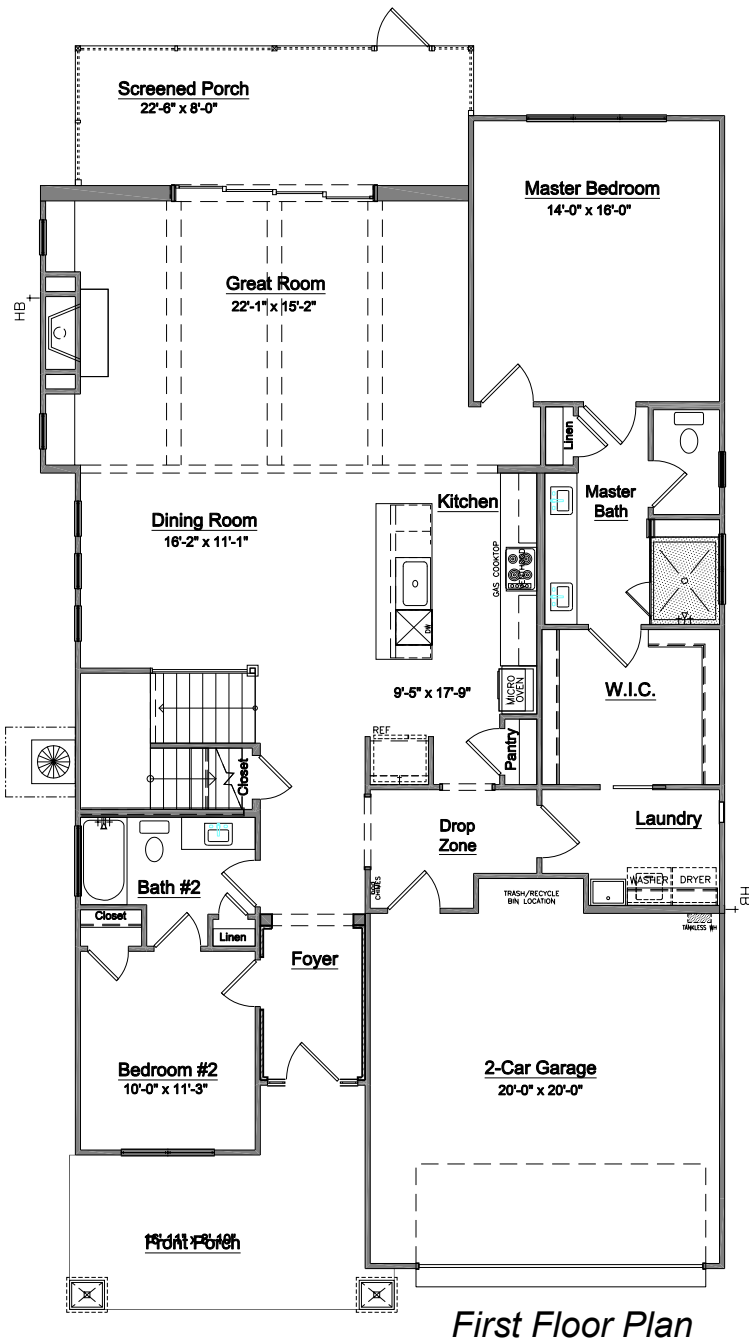 Screened Porch
22'-6" x 8'-0"
Master Bedroom
14'-0" x 16'-0"
Great Room
22'-1" x 15'-2"
HB
Linen
Master
Bath
Kitchen
Dining Room
16'-2" x 11'-1"
GAS COOKTOP
DW
W.I.C.
9'-5" x 17'-9"
MICRO
OVEN
REF
Pantry
Closet
Drop
Zone
Laundry
WASHER
DRYER
Bath #2
CHIMES
TRASH/RECYCLE
BIN LOCATION
HB
Closet
Linen
TANKLESS WH
Foyer
Bedroom #2
10'-0" x 11'-3"
2-Car Garage
20'-0" x 20'-0"
Front Porch
First Floor Plan